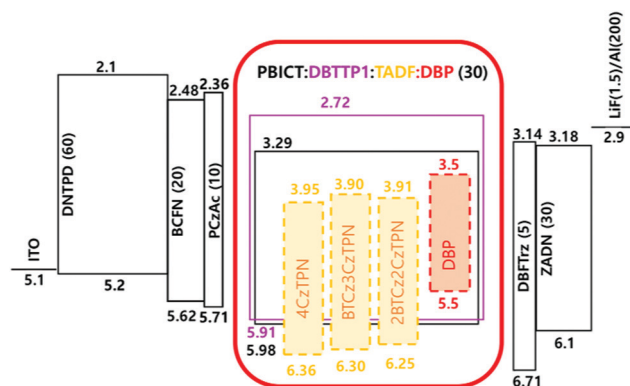 PBICT:DBTTP1:TADF:DBP (30)
LiF(1.5)/Al(200)
2.9
ITO
5.1
2.1
DNTPD (60)
5.2
2.48
BCFN (20)
5.62
2.36
PCzAc (10)
5.71
2.72
5.91
3.29
5.98
3.95
4CzTPN
6.36
3.90
BTCz3CzTPN
6.30
3.91
2BTCz2CzTPN
6.25
3.5
DBP
5.5
3.14
DBFTrz (5)
6.71
3.18
ZADN (30)
6.1